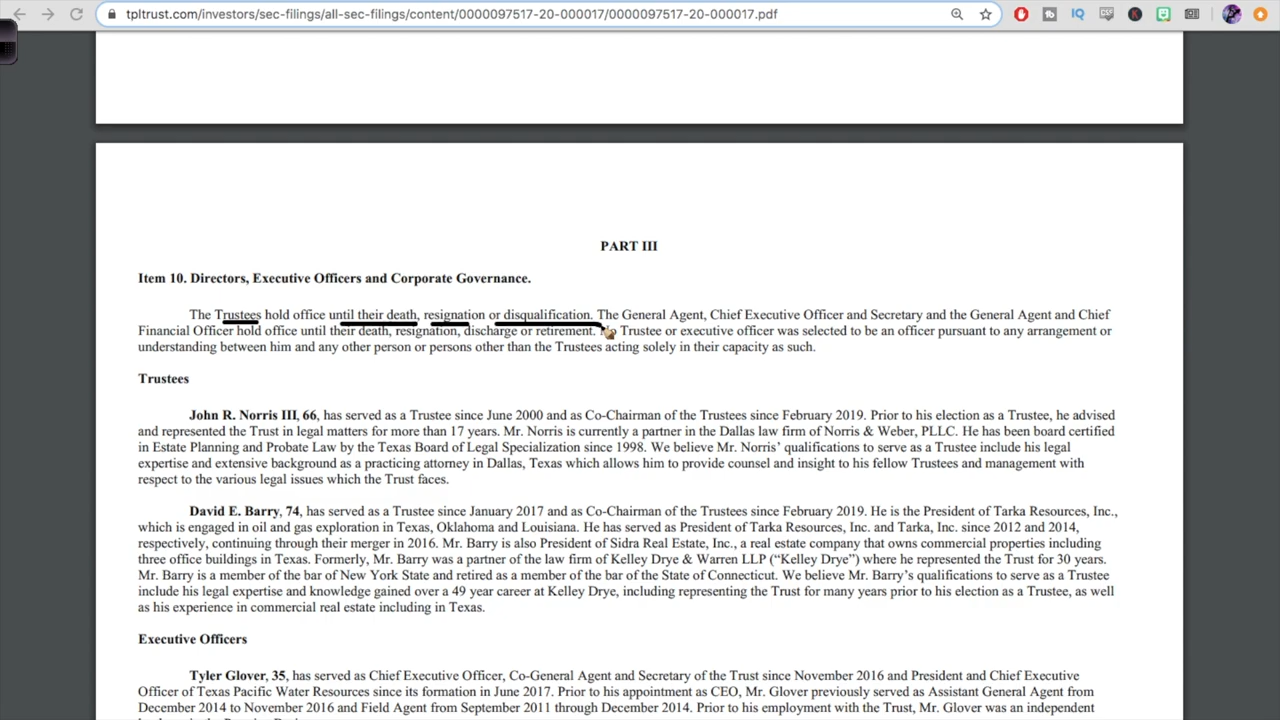 tpltrust.com/investors/sec-filings/all-sec-filings/content/0000097517-20-000017/0000097517-20-000017.pdf
PART III
Item 10. Directors, Executive Officers and Corporate Governance.
The Trustees hold office until their death, resignation or disqualification. The General Agent, Chief Executive Officer and Secretary and the General Agent and Chief
Financial Officer hold office until their death, resignation, discharge or retirement. Trustee or executive officer was selected to be an officer pursuant to any arrangement or
understanding between him and any other person or persons other than the Trustees acting solely in their capacity as such.
Trustees
John R. Norris III, 66, has served as a Trustee since June 2000 and as Co-Chairman of the Trustees since February 2019. Prior to his election as a Trustee, he advised
and represented the Trust in legal matters for more than 17 years. Mr. Norris is currently a partner in the Dallas law firm of Norris & Weber, PLLC. He has been board certified
in Estate Planning and Probate Law by the Texas Board of Legal Specialization since 1998. We believe Mr. Norris’ qualifications to serve as a Trustee include his legal
expertise and extensive background as a practicing attorney in Dallas, Texas which allows him to provide counsel and insight to his fellow Trustees and management with
respect to the various legal issues which the Trust faces.
David E. Barry, 74, has served as a Trustee since January 2017 and as Co-Chairman of the Trustees since February 2019. He is the President of Tarka Resources, Inc.,
which is engaged in oil and gas exploration in Texas, Oklahoma and Louisiana. He has served as President of Tarka Resources, Inc. and Tarka, Inc. since 2012 and 2014,
respectively, continuing through their merger in 2016. Mr. Barry is also President of Sidra Real Estate, Inc., a real estate company that owns commercial properties including
three office buildings in Texas. Formerly, Mr. Barry was a partner of the law firm of Kelley Drye & Warren LLP (“Kelley Drye”) where he represented the Trust for 30 years.
Mr. Barry is a member of the bar of New York State and retired as a member of the bar of the State of Connecticut. We believe Mr. Barry’s qualifications to serve as a Trustee
include his legal expertise and knowledge gained over a 49 year career at Kelley Drye, including representing the Trust for many years prior to his election as a Trustee, as well
as his experience in commercial real estate including in Texas.
Executive Officers
Tyler Glover, 35, has served as Chief Executive Officer, Co-General Agent and Secretary of the Trust since November 2016 and President and Chief Executive
Officer of Texas Pacific Water Resources since its formation in June 2017. Prior to his appointment as CEO, Mr. Glover previously served as Assistant General Agent from
December 2014 to November 2016 and Field Agent from September 2011 through December 2014. Prior to his employment with the Trust, Mr. Glover was an independent